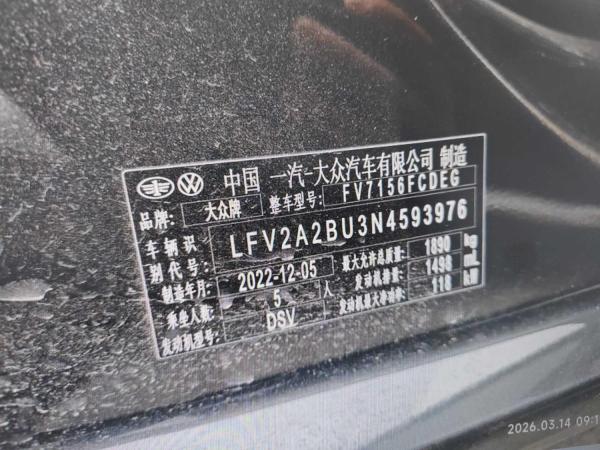 中国 一汽-大众汽车有限公司 制造
品牌: 大众牌 整车型号: FV7156FCDEG
车辆识别代号: LFV2A2BU3N4593976
制造年月: 2022-12-05 最大允许总质量: 1890 kg
乘坐人数: 5 人 发动机排量: 1498 mL
发动机型号: DSV 发动机最大净功率: 118 kW
2026.03.14 09:1